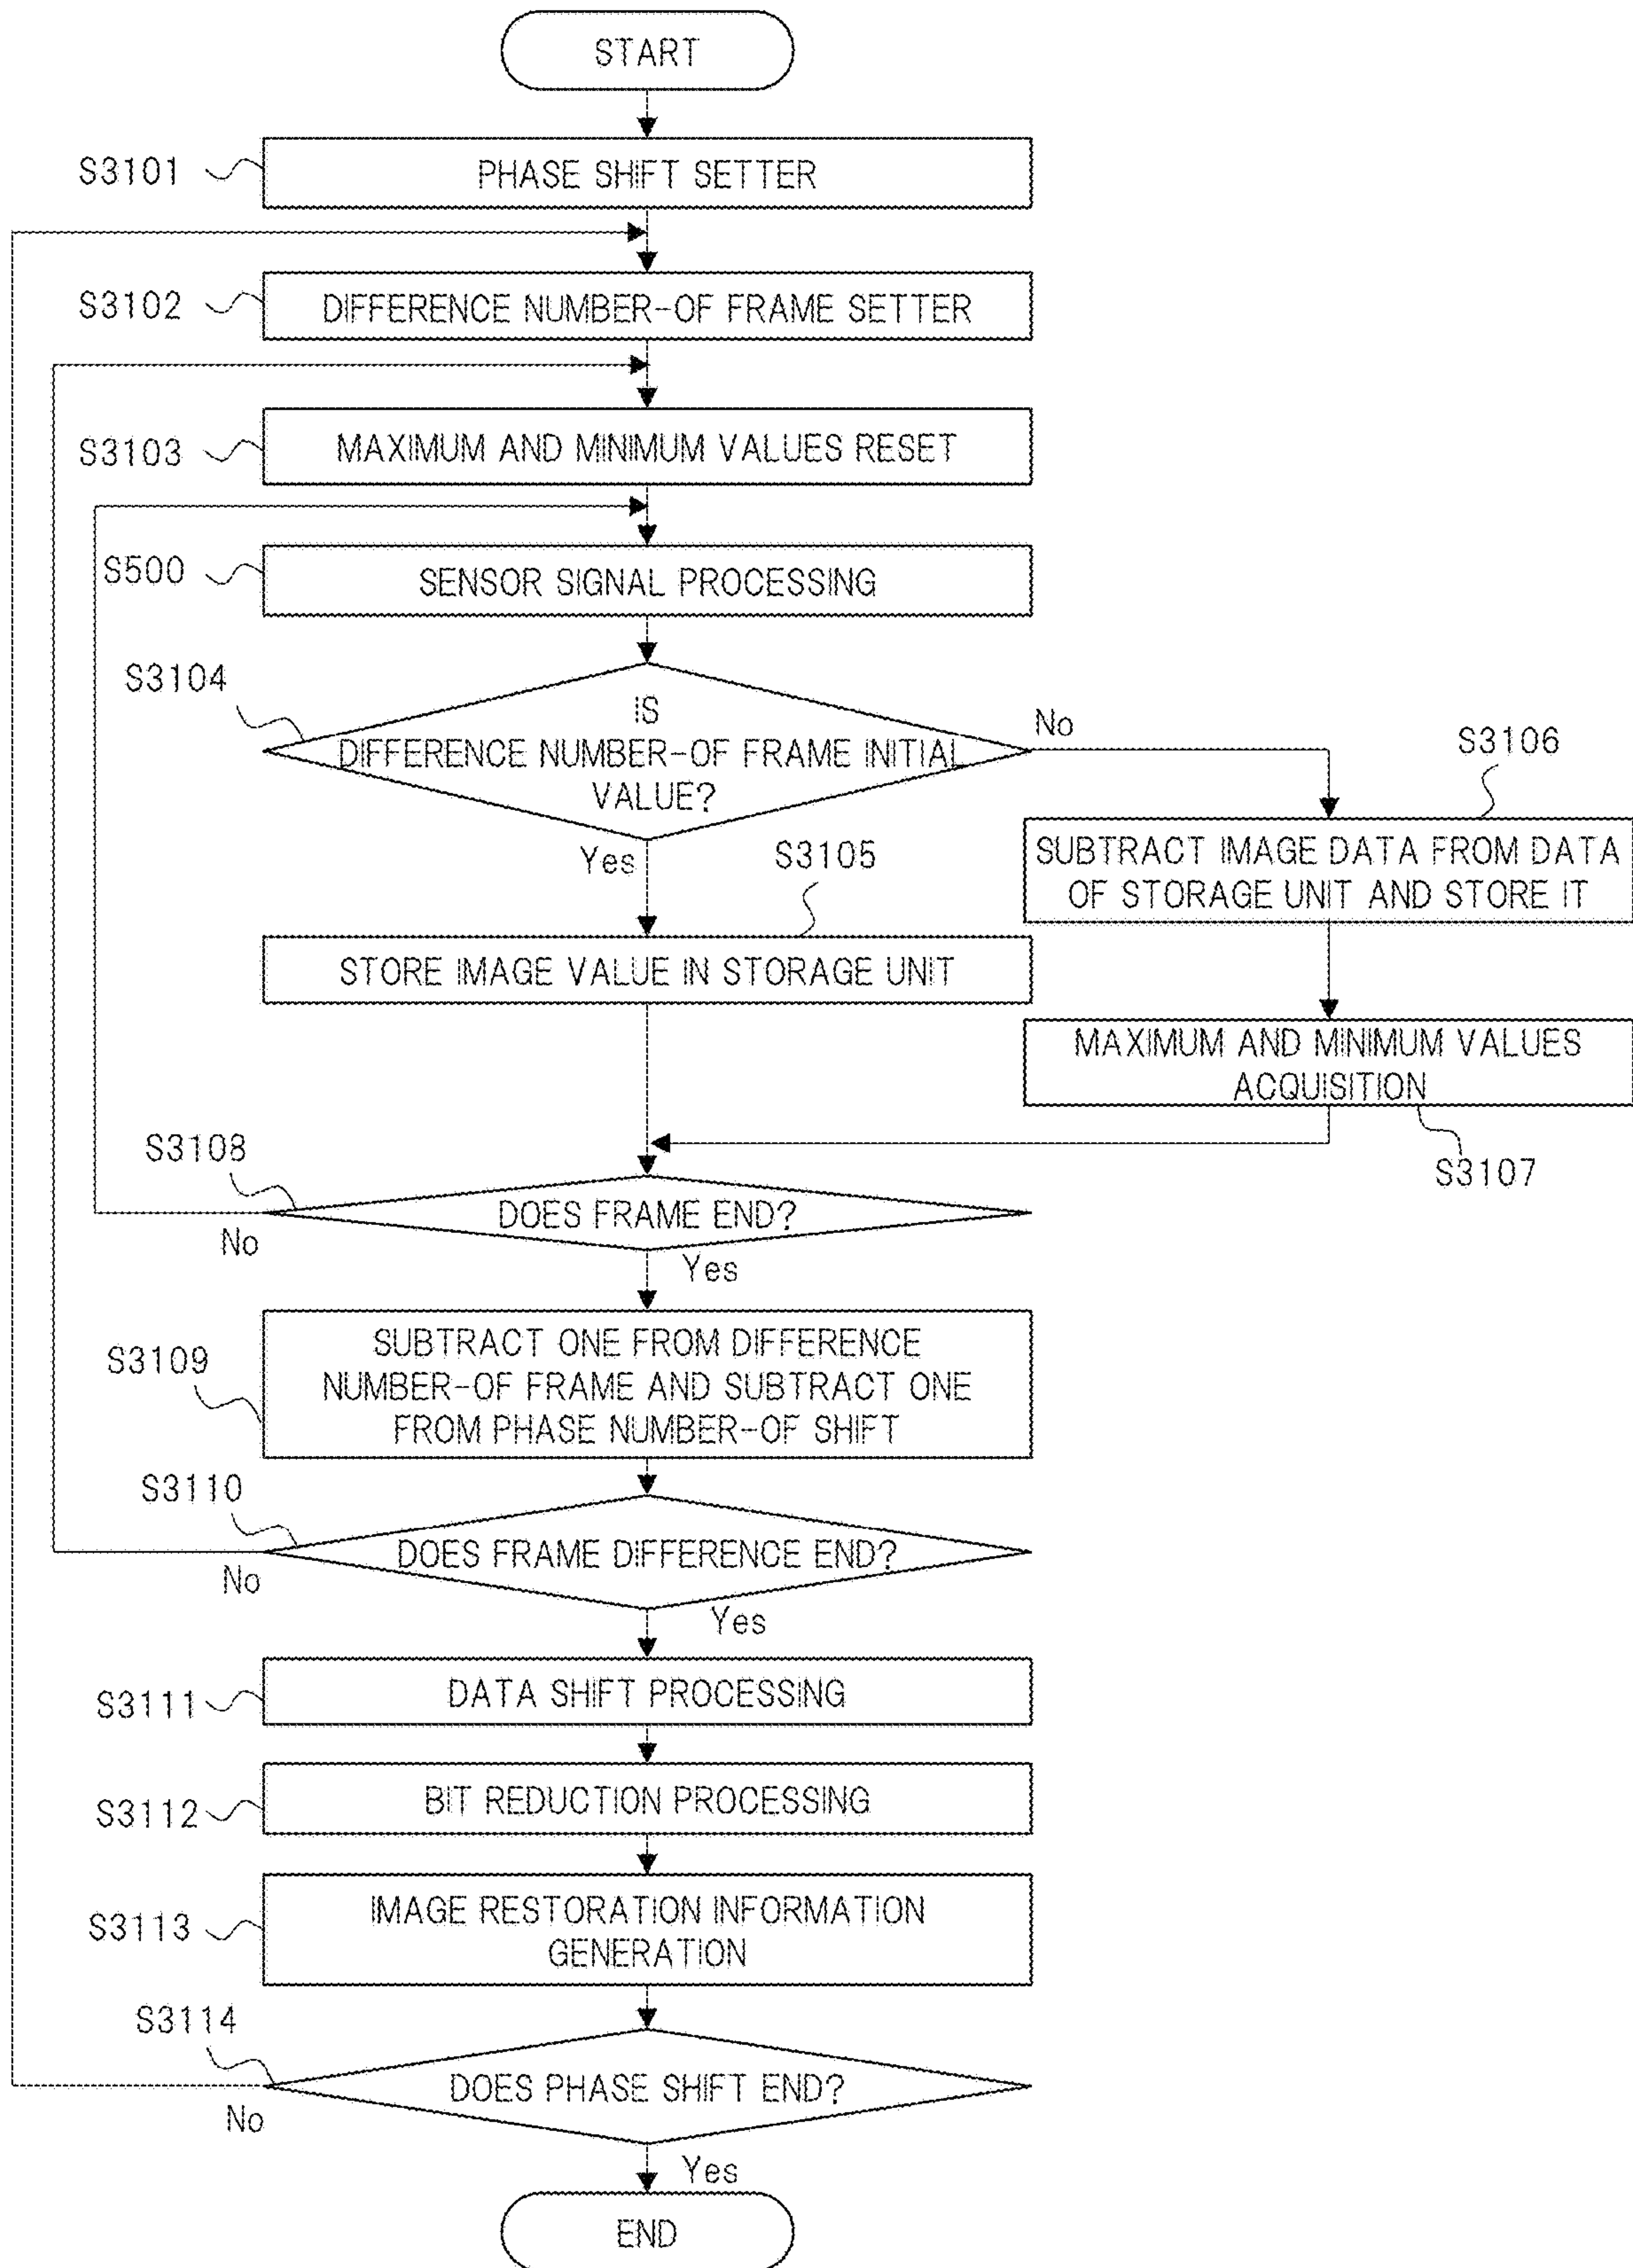 START
S3101
PHASE SHIFT SETTER
S3102
DIFFERENCE NUMBER-OF FRAME SETTER
S3103
MAXIMUM AND MINIMUM VALUES RESET
S500
SENSOR SIGNAL PROCESSING
S3104
IS
DIFFERENCE NUMBER-OF FRAME INITIAL
VALUE?
No
Yes
S3106
SUBTRACT IMAGE DATA FROM DATA
OF STORAGE UNIT AND STORE IT
S3105
STORE IMAGE VALUE IN STORAGE UNIT
MAXIMUM AND MINIMUM VALUES
ACQUISITION
S3107
S3108
DOES FRAME END?
No
Yes
S3109
SUBTRACT ONE FROM DIFFERENCE
NUMBER-OF FRAME AND SUBTRACT ONE
FROM PHASE NUMBER-OF SHIFT
S3110
DOES FRAME DIFFERENCE END?
No
Yes
S3111
DATA SHIFT PROCESSING
S3112
BIT REDUCTION PROCESSING
S3113
IMAGE RESTORATION INFORMATION
GENERATION
S3114
DOES PHASE SHIFT END?
No
Yes
END